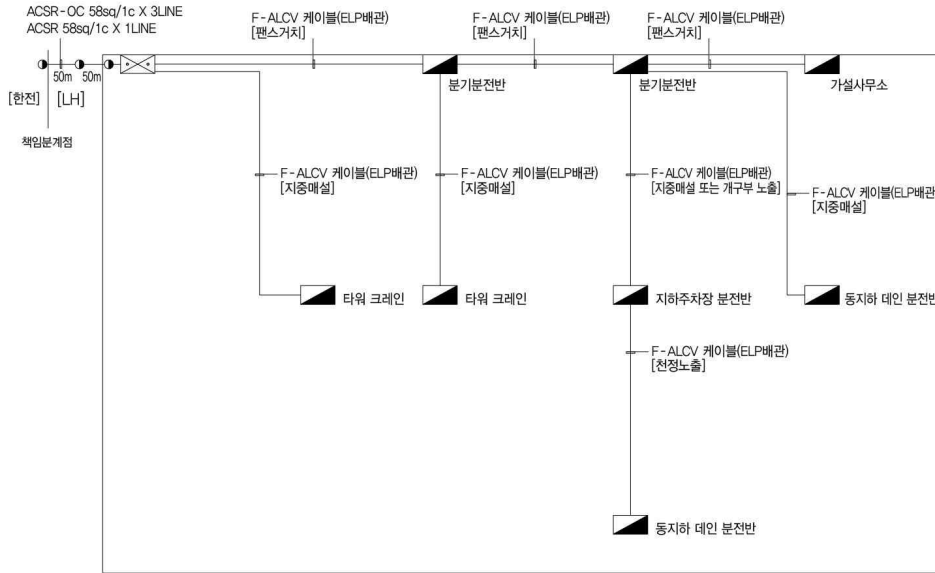 ACSR-OC 58sq/1c X 3LINE
ACSR 58sq/1c X 1LINE
F-ALCV 케이블(ELP배관)
[팬스거치]
F-ALCV 케이블(ELP배관)
[팬스거치]
F-ALCV 케이블(ELP배관)
[팬스거치]
50m
50m
[한전]
[LH]
책임분계점
분기분전반
분기분전반
가설사무소
F-ALCV 케이블(ELP배관)
[지중매설]
F-ALCV 케이블(ELP배관)
[지중매설]
F-ALCV 케이블(ELP배관)
[지중매설 또는 개구부 노출]
F-ALCV 케이블(ELP배관
[지중매설]
타워 크레인
타워 크레인
지하주차장 분전반
동지하 데인 분전반
F-ALCV 케이블(ELP배관)
[천정노출]
동지하 데인 분전반